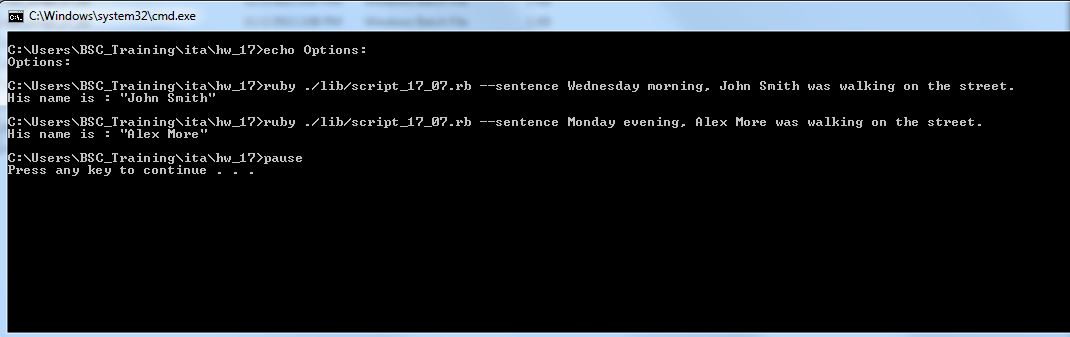 C:\Windows\system32\cmd.exe
C:\Users\BSC_Training\ita\hw_17>echo Options:
Options:
C:\Users\BSC_Training\ita\hw_17>ruby ./lib/script_17_07.rb --sentence Wednesday morning, John Smith was walking on the street.
His name is : "John Smith"
C:\Users\BSC_Training\ita\hw_17>ruby ./lib/script_17_07.rb --sentence Monday evening, Alex More was walking on the street.
His name is : "Alex More"
C:\Users\BSC_Training\ita\hw_17>pause
Press any key to continue . . .